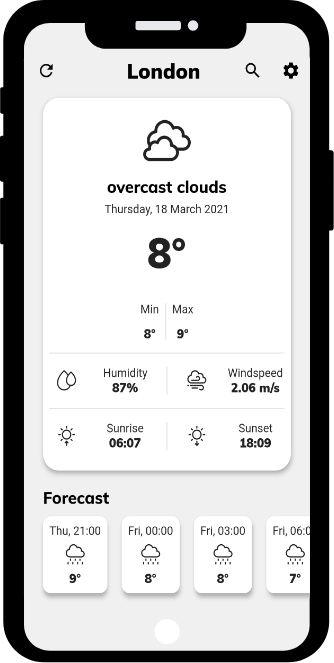 London
overcast clouds
Thursday, 18 March 2021
8°
Min Max
8° 9°
Humidity Windspeed
87% 2.06 m/s
Sunrise Sunset
06:07 18:09
Forecast
Thu, 21:00 Fri, 00:00 Fri, 03:00 Fri, 06:0
9° 8° 8° 7°